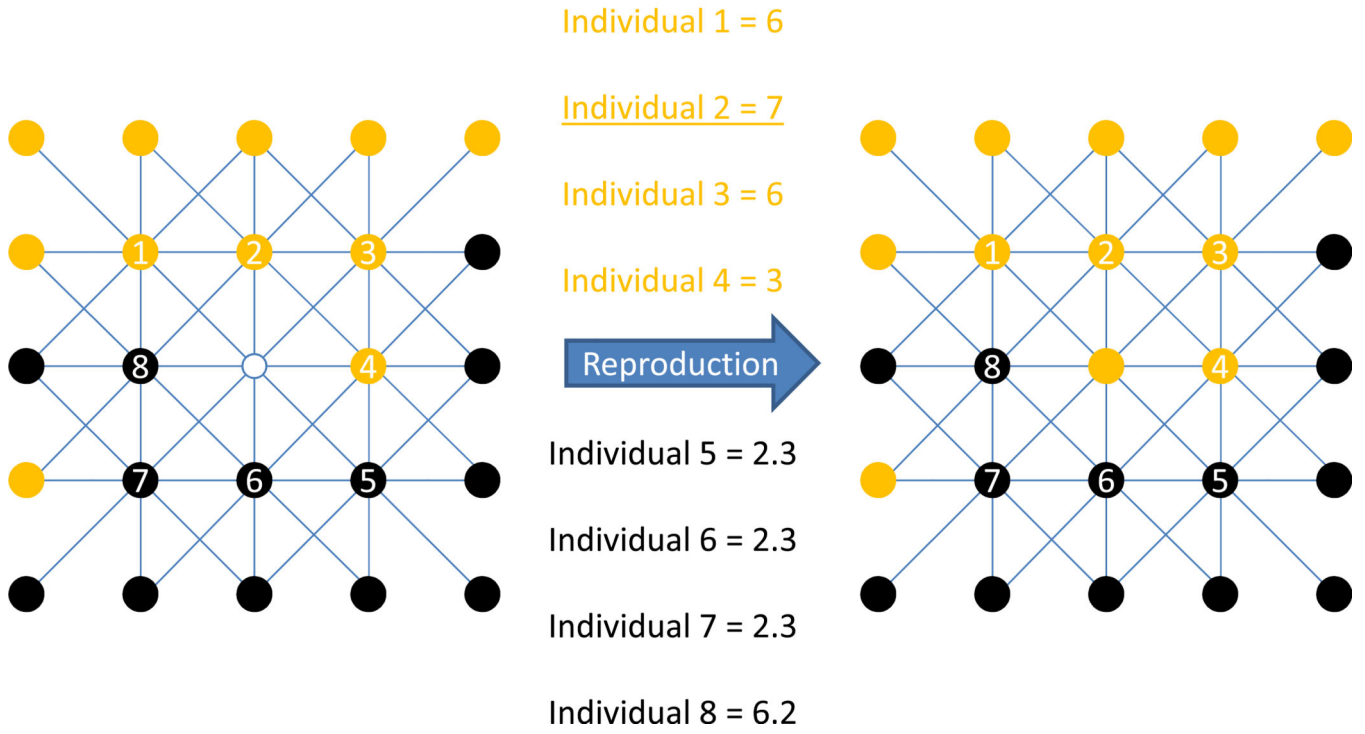 Individual 1 = 6
Individual 2 = 7
Individual 3 = 6
Individual 4 = 3
Reproduction
Individual 5 = 2.3
Individual 6 = 2.3
Individual 7 = 2.3
Individual 8 = 6.2
1 2 3
8 4
7 6 5
1 2 3
8 4
7 6 5